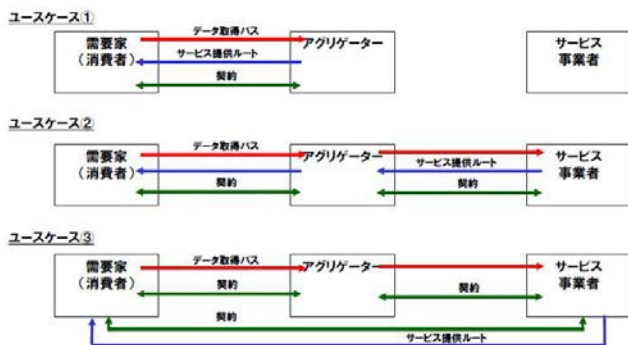 ユースケース①
需要家
(消費者)
データ取得パス
サービス提供ルート
契約
アグリゲーター
サービス
事業者
ユースケース②
需要家
(消費者)
データ取得パス
契約
アグリゲーター
サービス提供ルート
契約
サービス
事業者
ユースケース③
需要家
(消費者)
データ取得パス
契約
アグリゲーター
契約
サービス
事業者
契約
サービス提供ルート